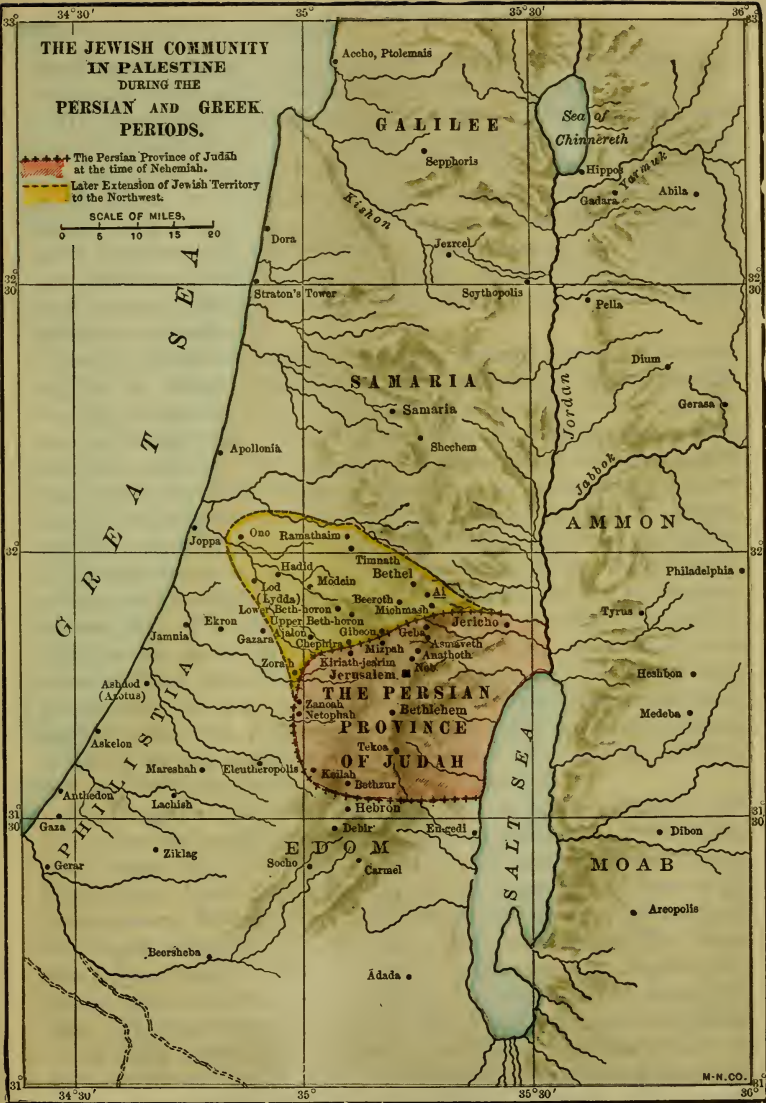 34°30'
35°
35°30'
36°
33°
THE JEWISH COMMUNITY
IN PALESTINE
DURING THE
PERSIAN AND GREEK
PERIODS.
The Persian Province of Judah
at the time of Nehemiah.
Later Extension of Jewish Territory
to the Northwest.
SCALE OF MILES.
0 5 10 15 20
Accho, Ptolemais
GALILEE
Sepphoris
Sea of
Chinnereth
Hippos
Yarmuk
Gadara
Abila
Kishon
Dora
Jezreel
32°
30'
Straton's Tower
Scythopolis
30'
Pella
GREAT SEA
SAMARIA
Samaria
Shechem
Dium
Gerasa
Jordan
Jabbok
Apollonia
AMMON
Joppa
Ono
Ramathaim
32°
32°
Timnath
Hadid
Bethel
Philadelphia
Lod
(Lydda)
Modein
Beeroth
Ai
Michmash
Lower Beth-horon
Upper Beth-horon
Jericho
Tyrus
Jamnia
Ekron
Gazara
Ajalon
Gibeon
Geba
Chephira
Mizpah
Asmaveth
Anathoth
Kiriath-jearim
Nob
Zorah
Jerusalem
Heshbon
Ashdod
(Azotus)
THE PERSIAN
PROVINCE
OF JUDAH
Zanoah
Netophah
Bethlehem
Medeba
Askelon
Tekoa
Mareshah
Eleutheropolis
Keilah
Bethzur
PHILISTIA
Anthedon
Lachish
Hebron
30'
Gaza
SALT SEA
Debir
En-gedi
Dibon
EDOM
MOAB
Ziklag
Gerar
Socho
Carmel
Areopolis
Beersheba
Adada
31°
34°30'
35°
35°30'
M-N.CO.